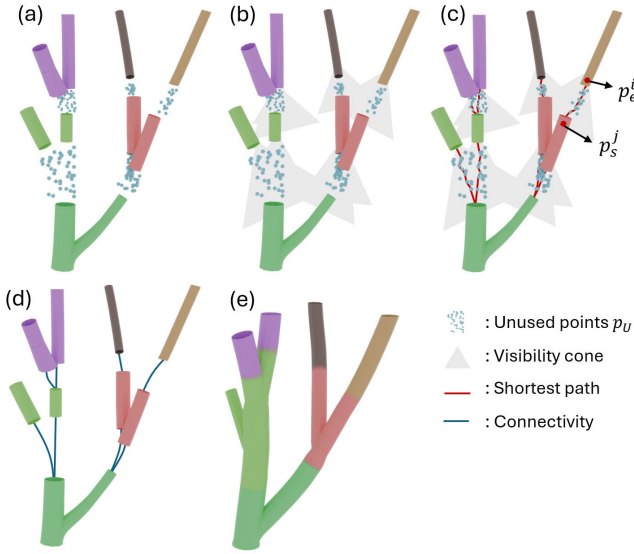 (a)
(b)
(c)
p_e^i
p_s^j
(d)
(e)
: Unused points p_U
: Visibility cone
: Shortest path
: Connectivity